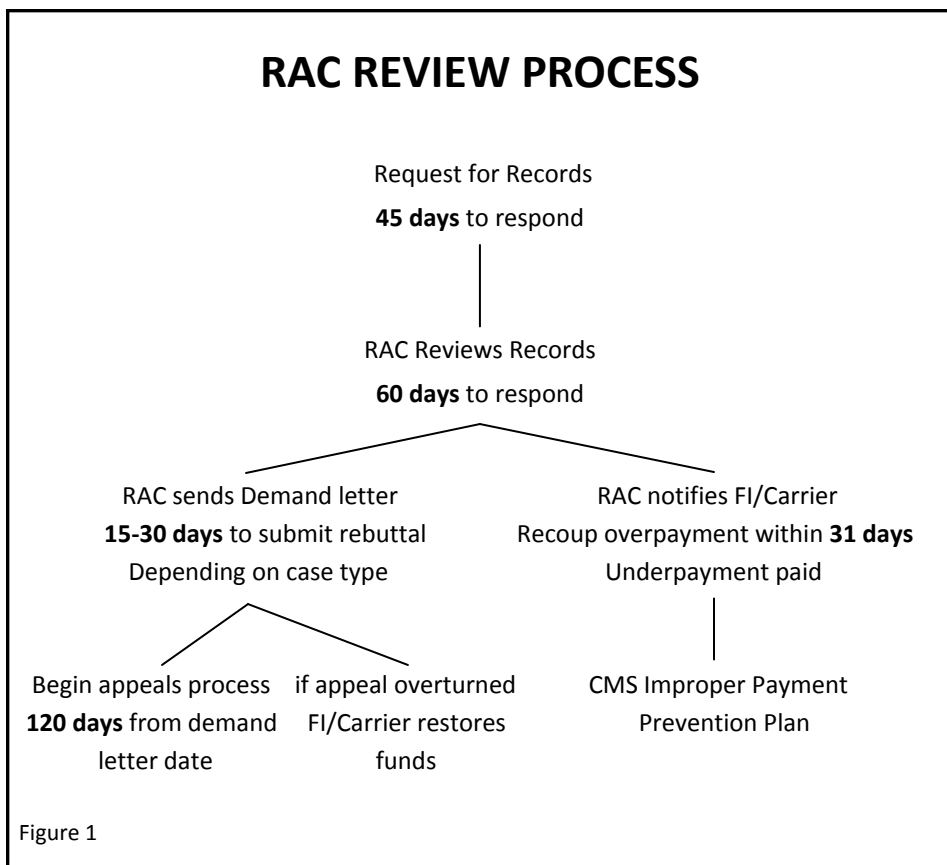 RAC REVIEW PROCESS
Request for Records
45 days to respond
RAC Reviews Records
60 days to respond
RAC sends Demand letter
15-30 days to submit rebuttal
Depending on case type
RAC notifies FI/Carrier
Recoup overpayment within 31 days
Underpayment paid
Begin appeals process
120 days from demand
letter date
if appeal overturned
FI/Carrier restores
funds
CMS Improper Payment
Prevention Plan
Figure 1